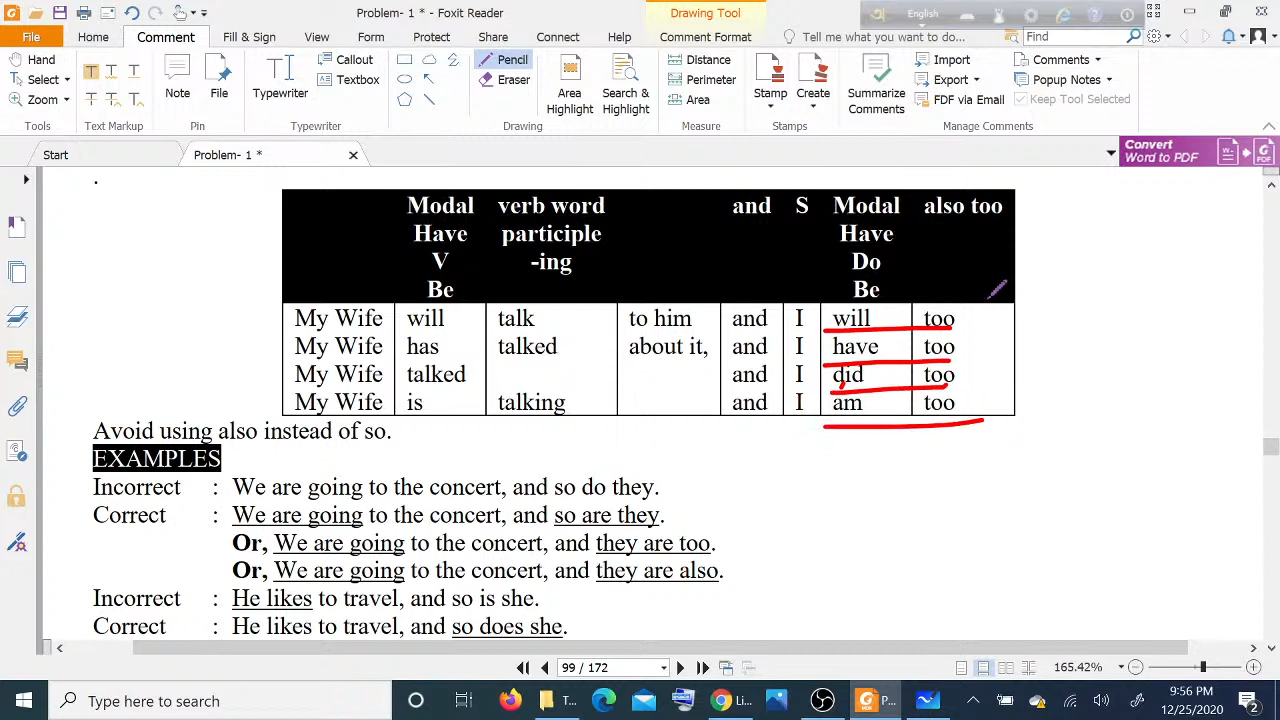 Problem- 1 * - Foxit Reader
Drawing Tool
English
File Home Comment Fill & Sign View Form Protect Share Connect Help Comment Format Tell me what you want to do... Find
Hand
Select
Zoom
Tools
Text Markup
Note
File
Pin
Typewriter
Callout
Textbox
Typewriter
Pencil
Eraser
Drawing
Area Highlight
Search & Highlight
Distance
Perimeter
Area
Measure
Stamp
Create
Stamps
Summarize Comments
Import
Export
FDF via Email
Comments
Popup Notes
Keep Tool Selected
Manage Comments
Start Problem- 1 *
Convert
Word to PDF
.
Modal verb word and S Modal also too
Have participle Have
V -ing Do
Be Be
My Wife will talk to him and I will too
My Wife has talked about it, and I have too
My Wife talked and I did too
My Wife is talking and I am too
Avoid using also instead of so.
EXAMPLES
Incorrect : We are going to the concert, and so do they.
Correct : We are going to the concert, and so are they.
Or, We are going to the concert, and they are too.
Or, We are going to the concert, and they are also.
Incorrect : He likes to travel, and so is she.
Correct : He likes to travel, and so does she.
99 / 172 165.42%
Type here to search
T...
Li...
P...
9:56 PM
12/25/2020
2